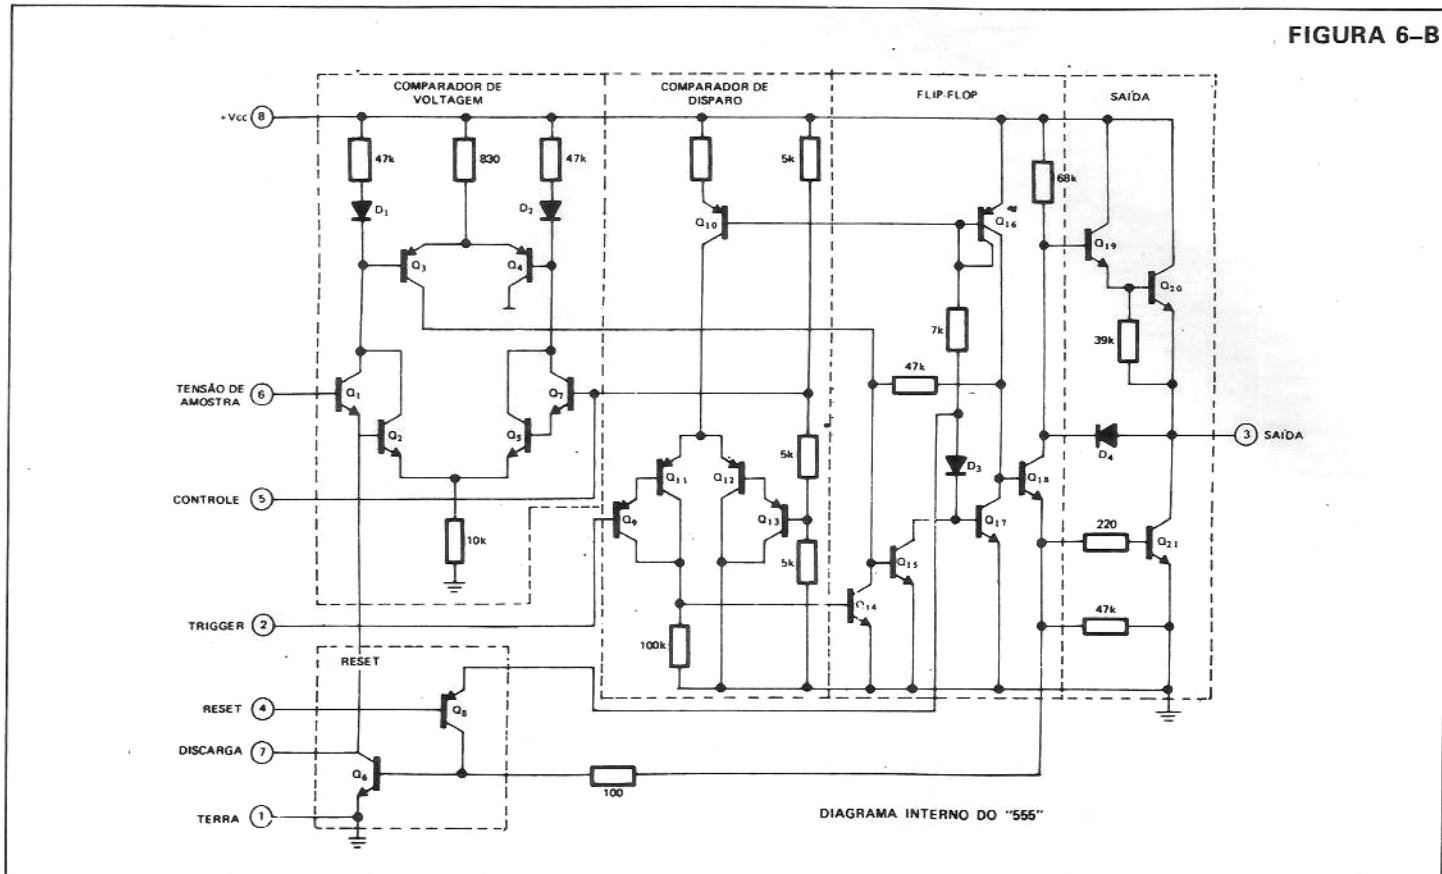 FIGURA 6–B
COMPARADOR DE
VOLTAGEM
COMPARADOR DE
DISPARO
FLIP-FLOP
SAÍDA
+Vcc 8
47k
830
47k
5k
68k
D1
D2
Q10
Q16
Q19
Q3
Q4
Q20
7k
39k
47k
TENSÃO DE
AMOSTRA
6
Q1
Q7
Q2
Q5
3 SAÍDA
D4
5k
D3
Q11
Q12
Q18
CONTROLE 5
Q9
Q13
Q17
10k
220
Q21
5k
Q15
Q14
47k
TRIGGER 2
100k
RESET
RESET 4
Q8
DISCARGA 7
Q6
100
TERRA 1
DIAGRAMA INTERNO DO "555"